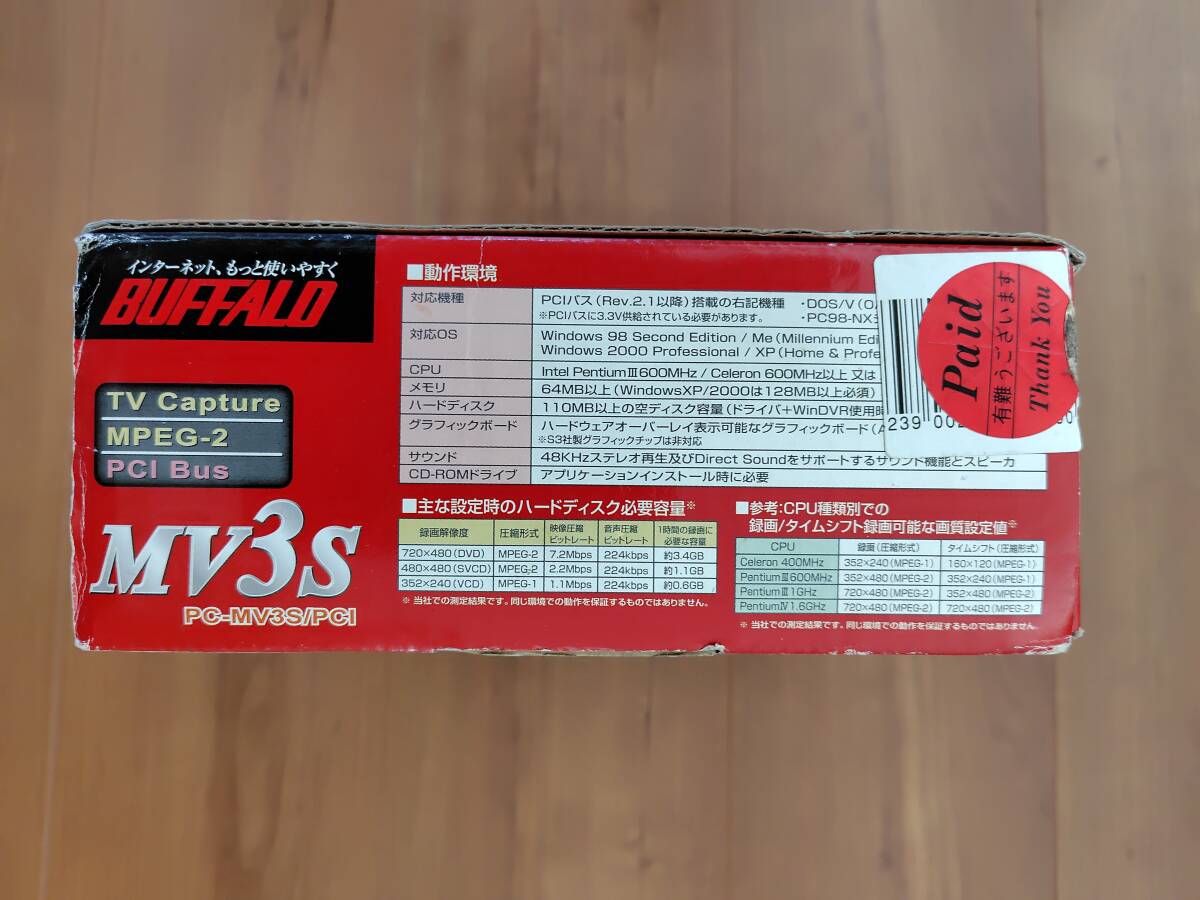 インターネット、もっと使いやすく
BUFFALO
TV Capture
MPEG-2
PCI Bus
MV3S
PC-MV3S/PCI
■動作環境
対応機種 PCIバス(Rev.2.1以降)搭載の右記機種 ・DOS/V(O
※PCIバスに3.3V供給されている必要があります。 ・PC98-NX
対応OS Windows 98 Second Edition / Me(Millennium Edi
Windows 2000 Professional / XP(Home & Profe
CPU Intel PentiumⅢ600MHz / Celeron 600MHz以上 又は
メモリ 64MB以上(WindowsXP/2000は128MB以上必須)
ハードディスク 110MB以上の空ディスク容量(ドライバ+WinDVR使用時
グラフィックボード ハードウェアオーバーレイ表示可能なグラフィックボード(A
※S3社製グラフィックチップは非対応
サウンド 48KHzステレオ再生及びDirect Soundをサポートするサウンド機能とスピーカ
CD-ROMドライブ アプリケーションインストール時に必要
Paid
有難うございます
Thank You
239 00
■主な設定時のハードディスク必要容量※
録画解像度 圧縮形式 映像圧縮ビットレート 音声圧縮ビットレート 1時間の録画に必要な容量
720×480(DVD) MPEG-2 7.2Mbps 224kbps 約3.4GB
480×480(SVCD) MPEG-2 2.2Mbps 224kbps 約1.1GB
352×240(VCD) MPEG-1 1.1Mbps 224kbps 約0.6GB
※ 当社での測定結果です。同じ環境での動作を保証するものではありません。
■参考:CPU種類別での
録画/タイムシフト録画可能な画質設定値※
CPU 録画(圧縮形式) タイムシフト(圧縮形式)
Celeron 400MHz 352×240(MPEG-1) 160×120(MPEG-1)
PentiumⅢ600MHz 352×480(MPEG-2) 352×240(MPEG-1)
PentiumⅢ1GHz 720×480(MPEG-2) 352×480(MPEG-2)
PentiumⅣ1.6GHz 720×480(MPEG-2) 720×480(MPEG-2)
※ 当社での測定結果です。同じ環境での動作を保証するものではありません。